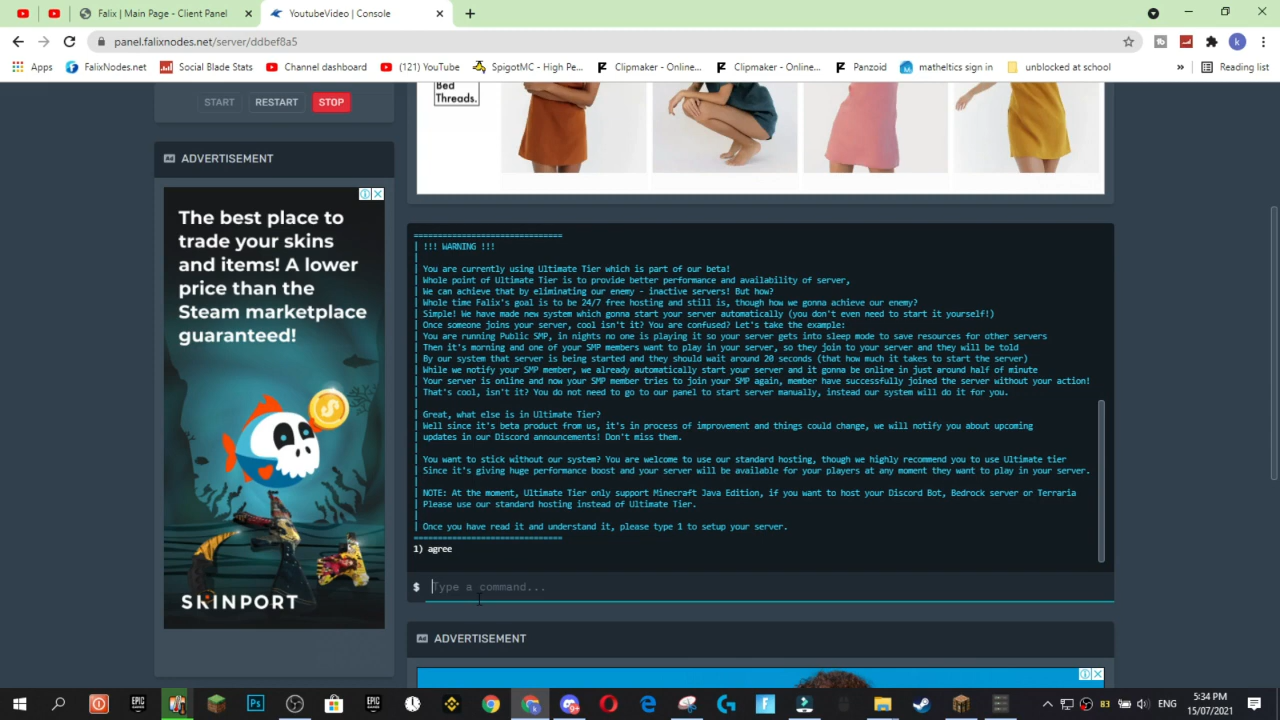 Falix | Main Page - Client Panel
YoutubeVideo | Console
panel.falixnodes.net/server/ddbef8a5
Apps
FalixNodes.net
Social Blade Stats
Channel dashboard
(121) YouTube
SpigotMC - High Pe...
Clipmaker - Online...
Clipmaker - Online...
Panzoid
matheltics sign in
unblocked at school
»
Reading list
START
RESTART
STOP
Bed
Threads.
Ad ADVERTISEMENT
The best place to
trade your skins
and items! A lower
price than the
Steam marketplace
guaranteed!
SKINPORT
==============================
| !!! WARNING !!!
|
| You are currently using Ultimate Tier which is part of our beta!
| Whole point of Ultimate Tier is to provide better performance and availability of server,
| We can achieve that by eliminating our enemy - inactive servers! But how?
| Whole time Falix's goal is to be 24/7 free hosting and still is, though how we gonna achieve our enemy?
| Simple! We have made new system which gonna start your server automatically (you don't even need to start it yourself!)
| Once someone joins your server, cool isn't it? You are confused? Let's take the example:
| You are running Public SMP, in nights no one is playing it so your server gets into sleep mode to save resources for other servers
| Then it's morning and one of your SMP members want to play in your server, so they join to your server and they will be told
| By our system that server is being started and they should wait around 20 seconds (that how much it takes to start the server)
| While we notify your SMP member, we already automatically start your server and it gonna be online in just around half of minute
| Your server is online and now your SMP member tries to join your SMP again, member have successfully joined the server without your action!
| That's cool, isn't it? You do not need to go to our panel to start server manually, instead our system will do it for you.
|
| Great, what else is in Ultimate Tier?
| Well since it's beta product from us, it's in process of improvement and things could change, we will notify you about upcoming
| updates in our Discord announcements! Don't miss them.
|
| You want to stick without our system? You are welcome to use our standard hosting, though we highly recommend you to use Ultimate tier
| Since it's giving huge performance boost and your server will be available for your players at any moment they want to play in your server.
|
| NOTE: At the moment, Ultimate Tier only support Minecraft Java Edition, if you want to host your Discord Bot, Bedrock server or Terraria
| Please use our standard hosting instead of Ultimate Tier.
|
| Once you have read it and understand it, please type 1 to setup your server.
==============================
1) agree
$ Type a command...
Ad ADVERTISEMENT
ENG
5:34 PM
15/07/2021